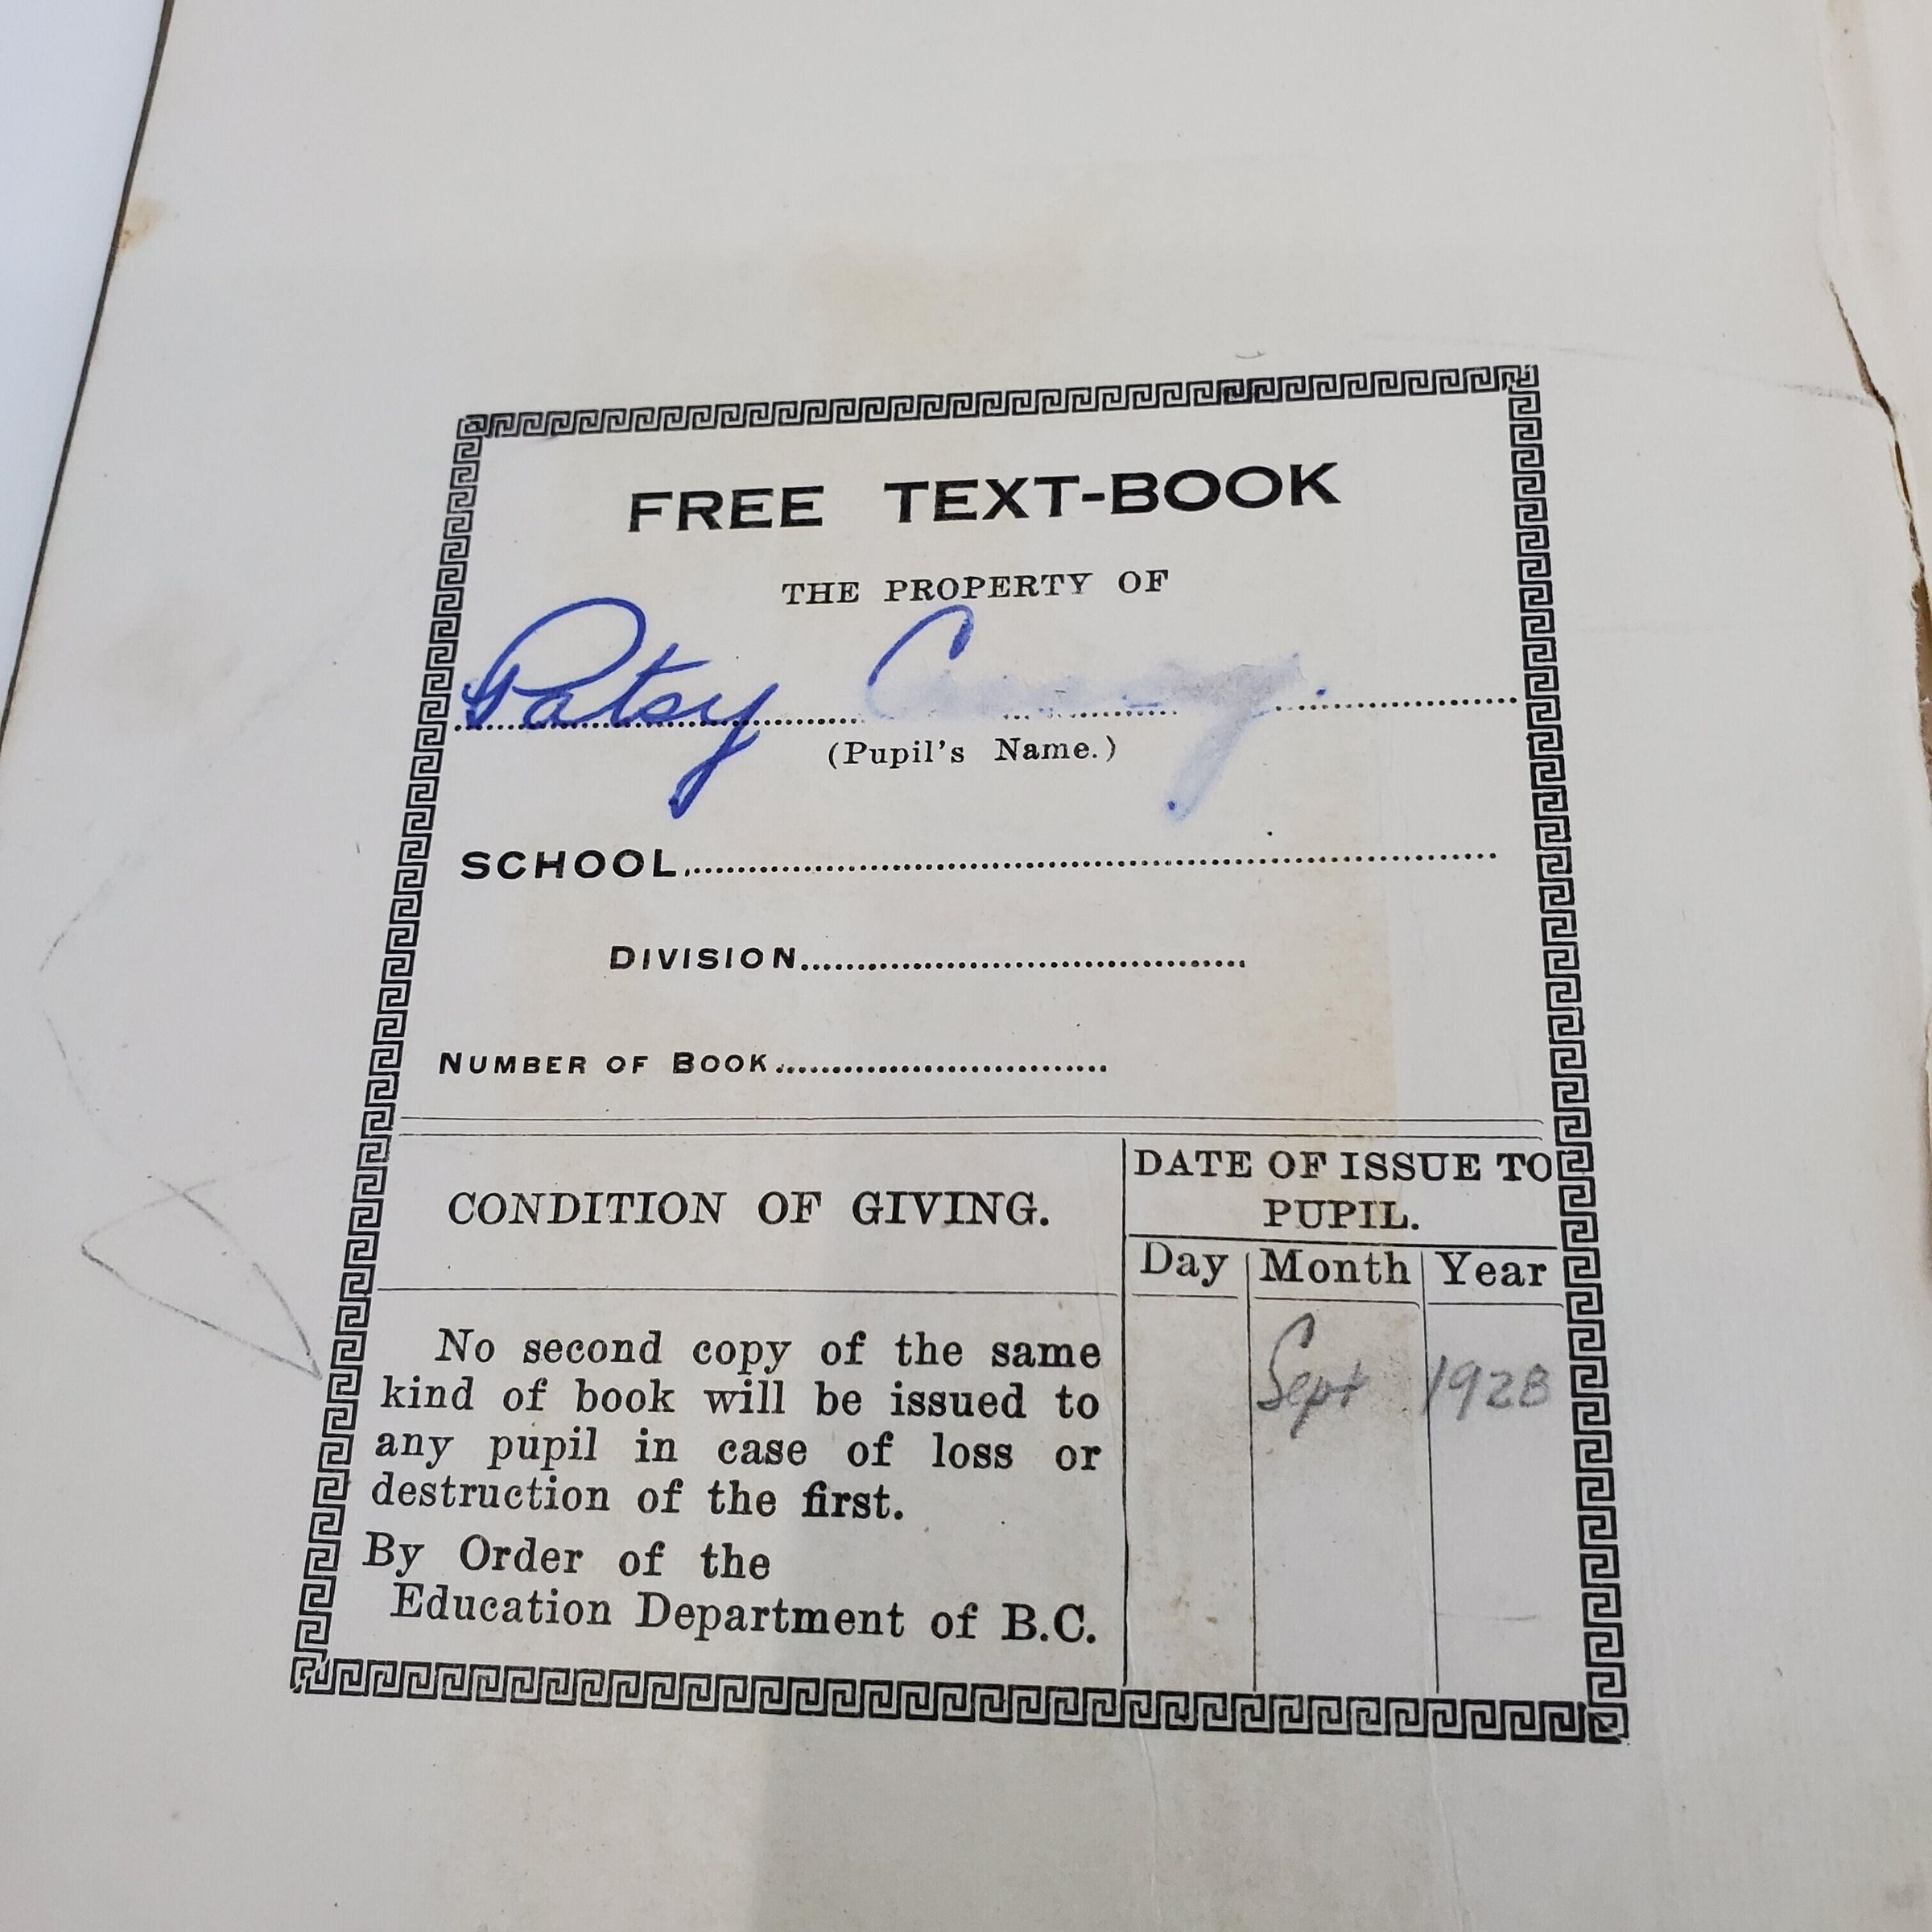 FREE TEXT-BOOK
THE PROPERTY OF
Patsy
(Pupil's Name.)
SCHOOL
DIVISION
NUMBER OF BOOK
CONDITION OF GIVING.
DATE OF ISSUE TO
PUPIL.
Day Month Year
Sept 1928
No second copy of the same
kind of book will be issued to
any pupil in case of loss or
destruction of the first.
By Order of the
Education Department of B.C.